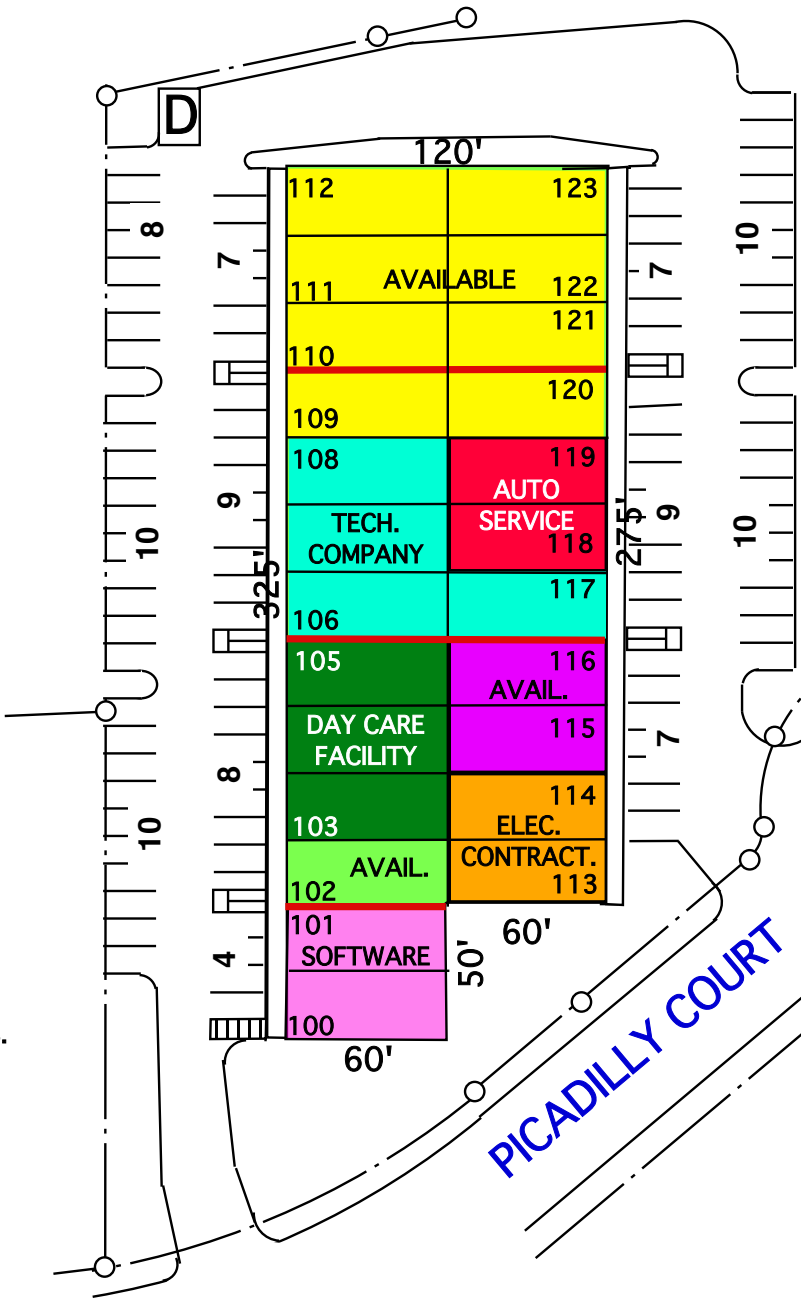 D
120'
112
123
8
10
7
7
AVAILABLE
111
122
121
110
120
109
108
119
AUTO
SERVICE
118
9
9
10
10
TECH.
COMPANY
275'
325'
117
106
105
116
AVAIL.
DAY CARE
FACILITY
115
7
8
10
114
ELEC.
CONTRACT.
113
103
AVAIL.
102
101
SOFTWARE
60'
50'
4
100
60'
PICADILLY COURT
.